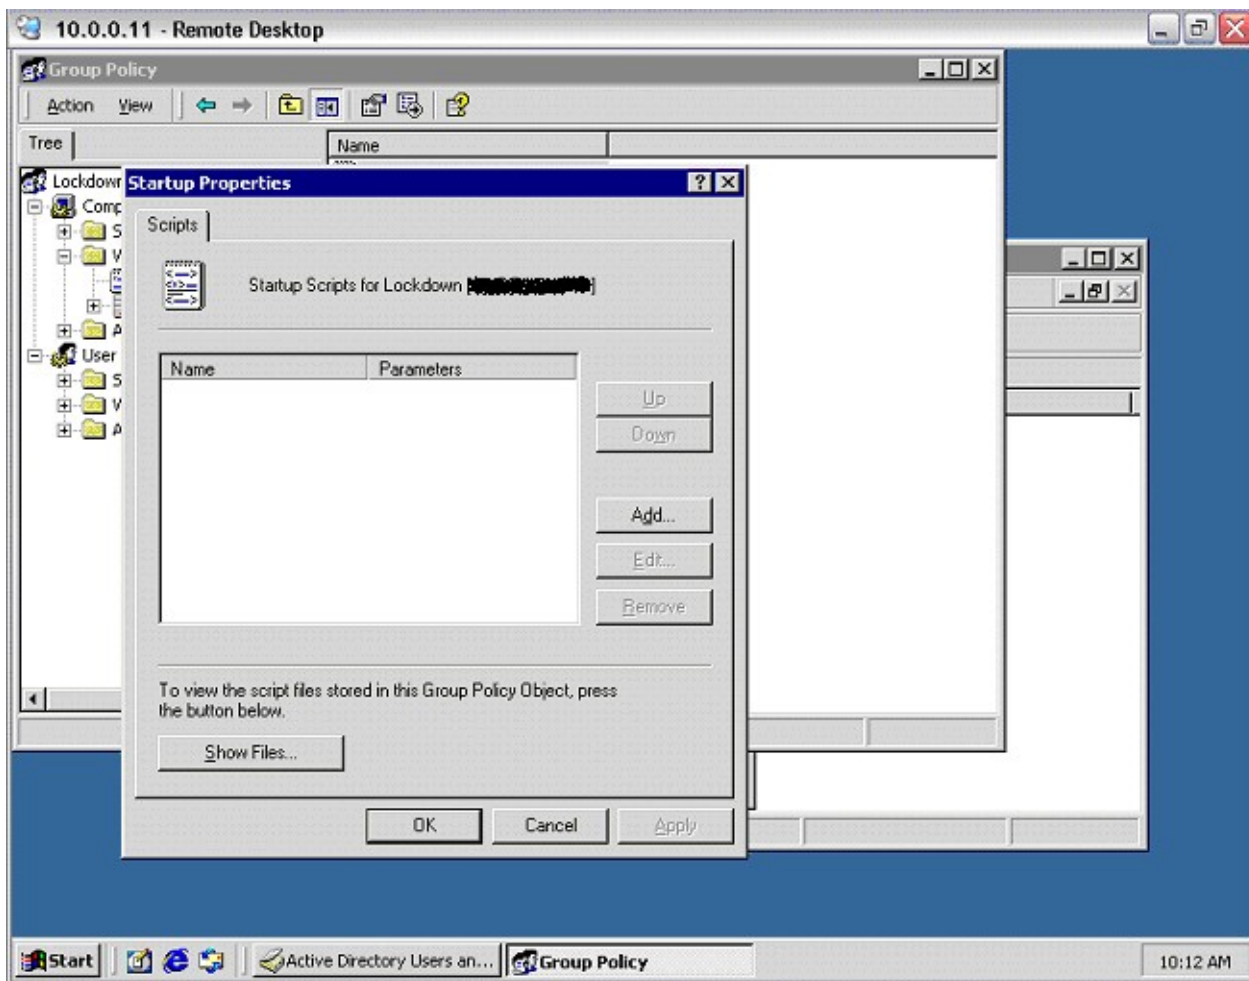 10.0.0.11 - Remote Desktop
Group Policy
Action View
Tree
Name
Lockdown
Startup Properties
Comp
S
V
A
User
S
V
A
Scripts
Startup Scripts for Lockdown [
]
Name Parameters
Up
Down
Add...
Edit...
Remove
To view the script files stored in this Group Policy Object, press
the button below.
Show Files...
OK Cancel Apply
Start Active Directory Users an... Group Policy 10:12 AM